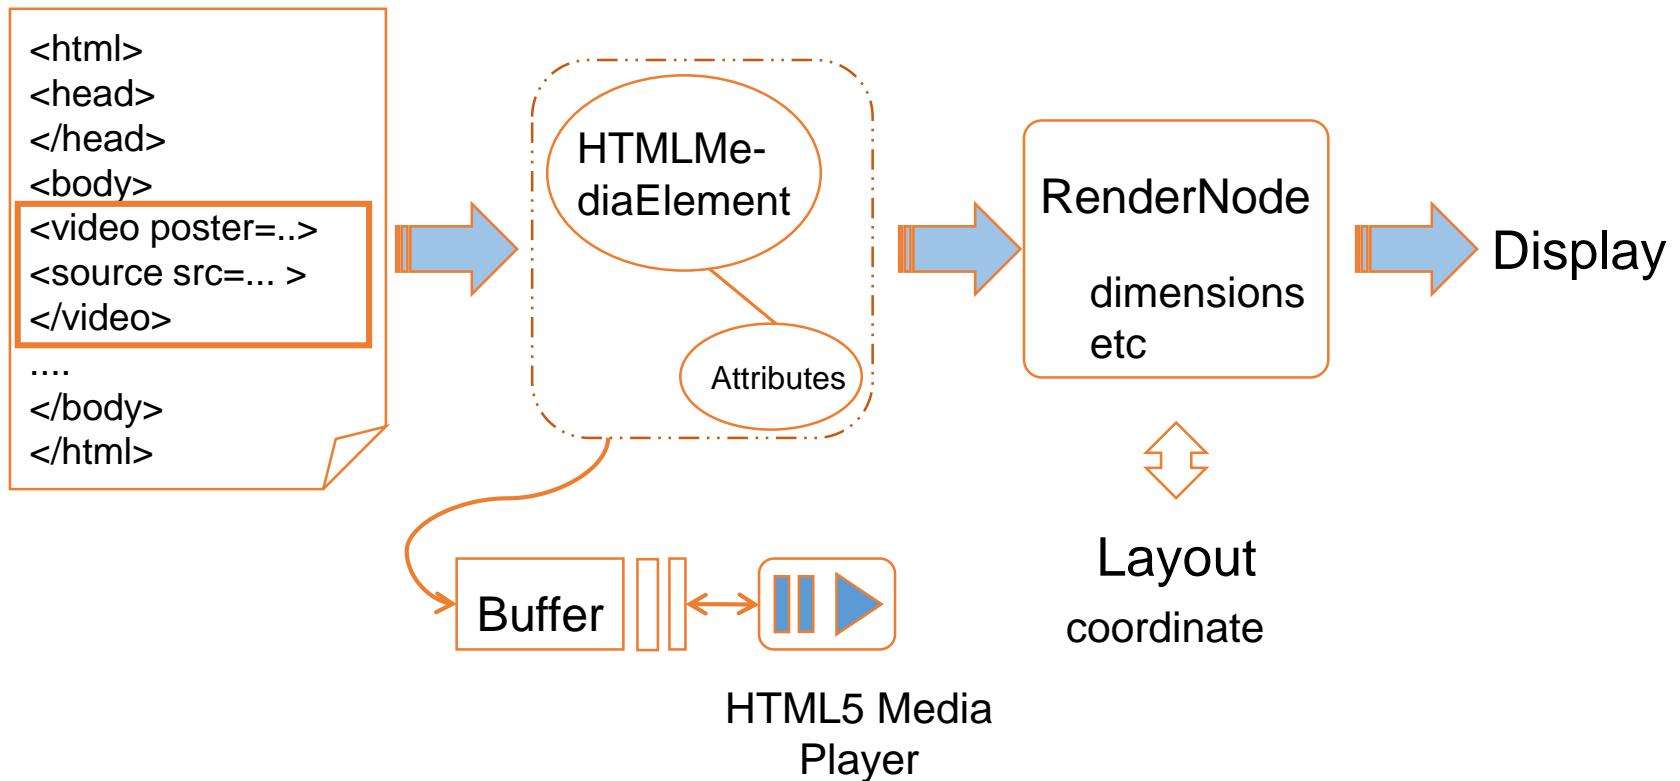 <html>
<head>
</head>
<body>
<video poster=..>
<source src=... >
</video>
....
</body>
</html>
HTMLMe-
diaElement
Attributes
RenderNode
dimensions
etc
Display
Layout
coordinate
Buffer
HTML5 Media
Player